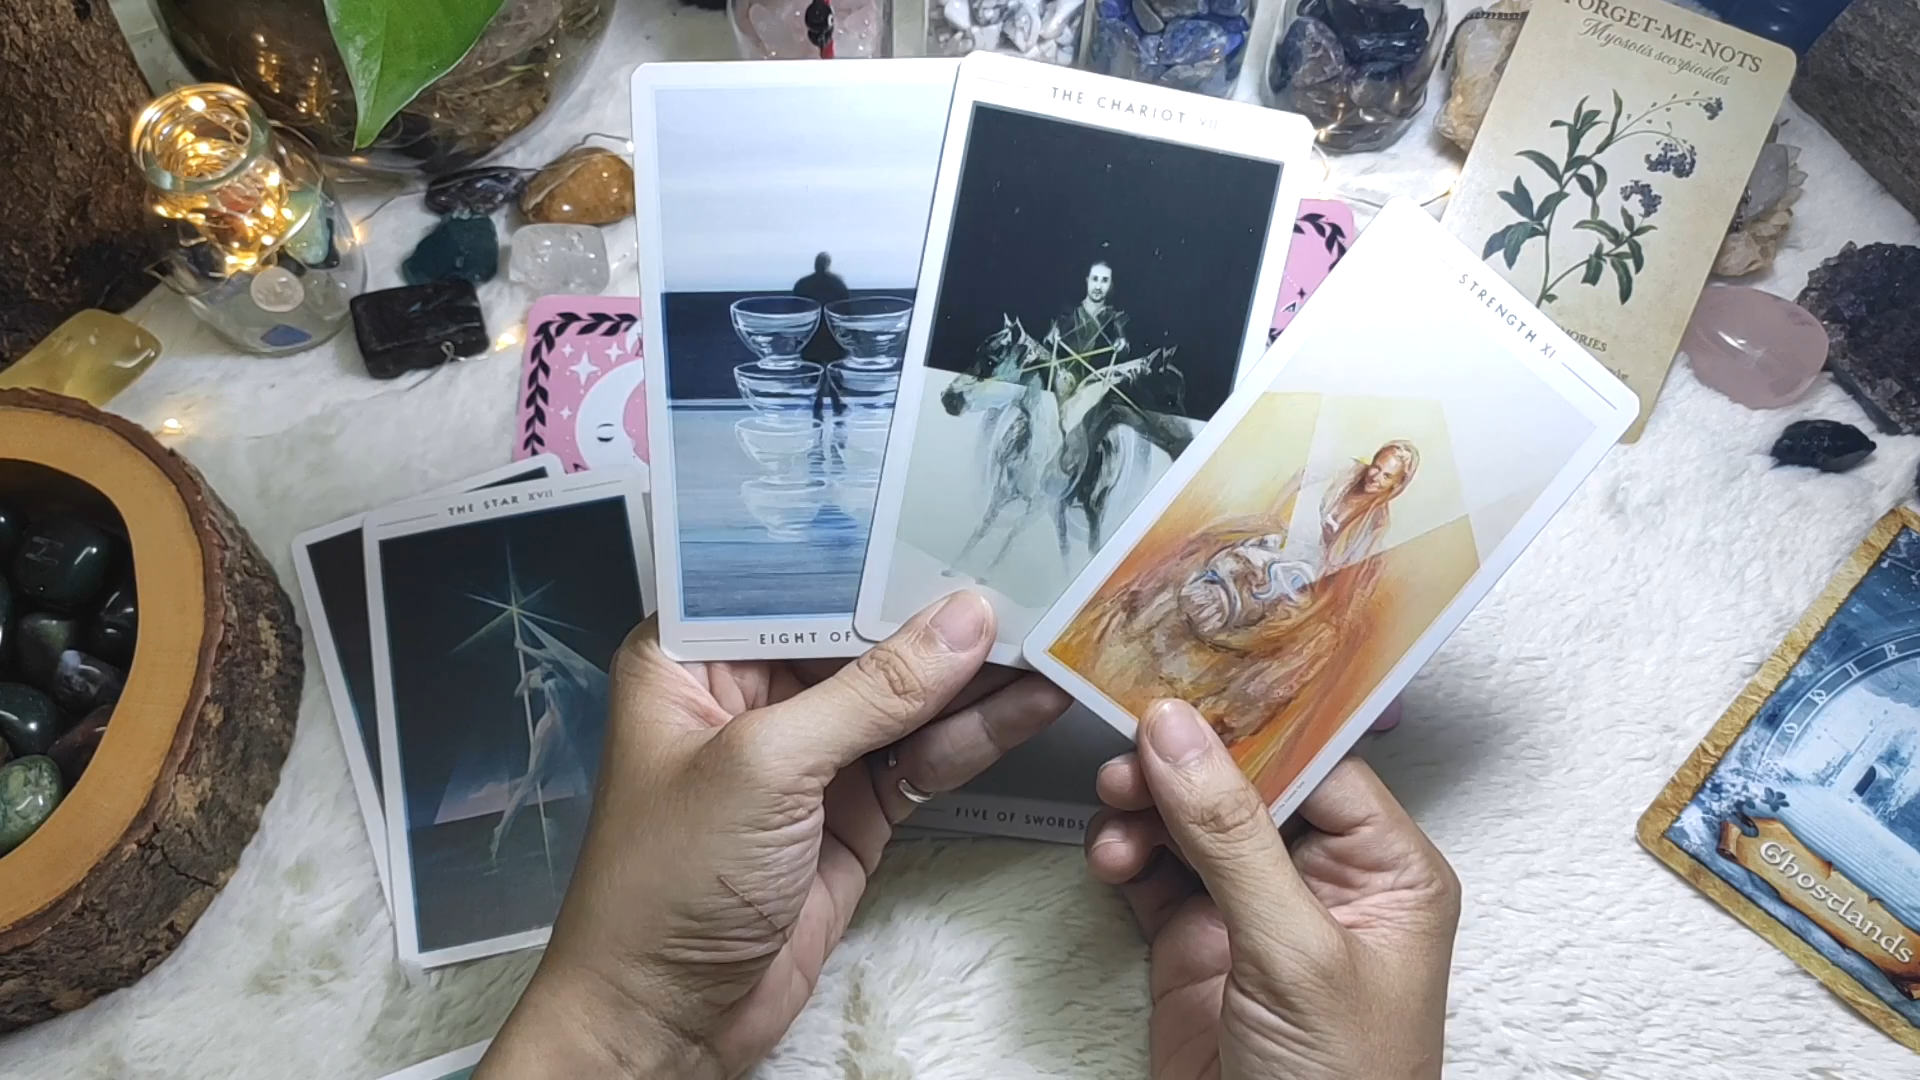 FORGET-ME-NOTS
Myosotis scorpioides
THE CHARIOT VII
STRENGTH XI
THE STAR XVII
EIGHT OF
FIVE OF SWORDS
Ghostlands